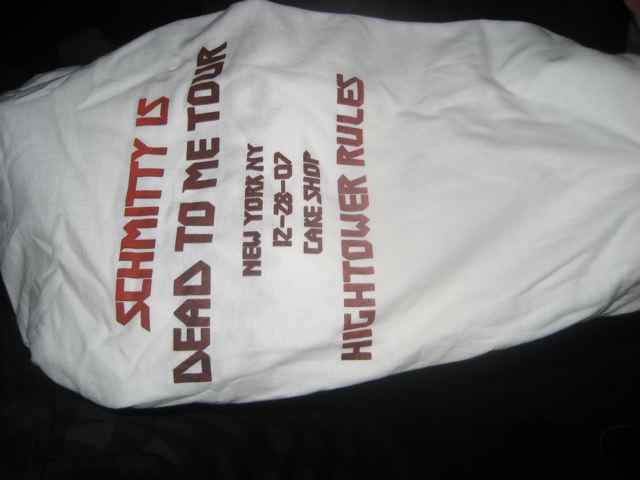 SCHMITTY IS
DEAD TO ME TOUR
NEW YORK NY
12-28-07
CAKE SHOP
HIGHTOWER RULES